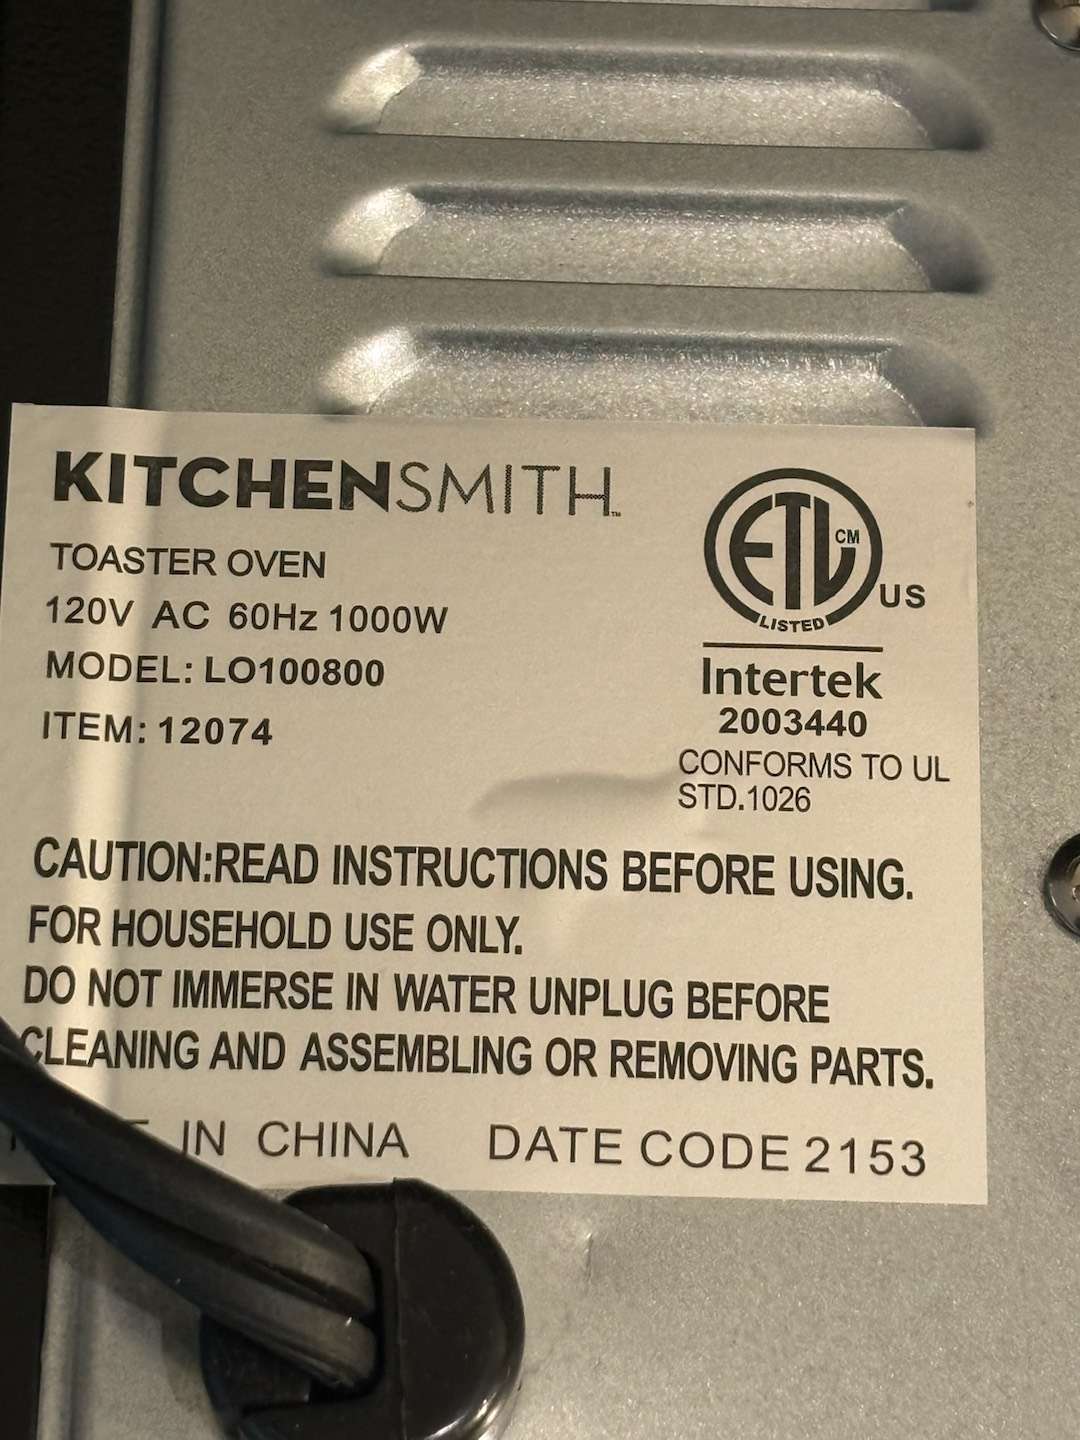 KITCHENSMITH™
TOASTER OVEN
120V AC 60Hz 1000W
MODEL: LO100800
ITEM: 12074
ETL CM
US
LISTED
Intertek
2003440
CONFORMS TO UL
STD.1026
CAUTION:READ INSTRUCTIONS BEFORE USING.
FOR HOUSEHOLD USE ONLY.
DO NOT IMMERSE IN WATER UNPLUG BEFORE
CLEANING AND ASSEMBLING OR REMOVING PARTS.
IN CHINA DATE CODE 2153